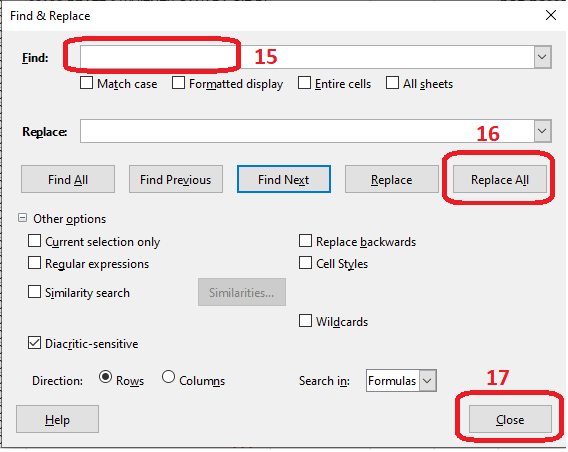 Find & Replace
Find:
15
Match case Formatted display Entire cells All sheets
Replace:
16
Find All Find Previous Find Next Replace Replace All
Other options
Current selection only Replace backwards
Regular expressions Cell Styles
Similarity search Similarities...
Wildcards
Diacritic-sensitive
Direction: Rows Columns Search in: Formulas
17
Help Close